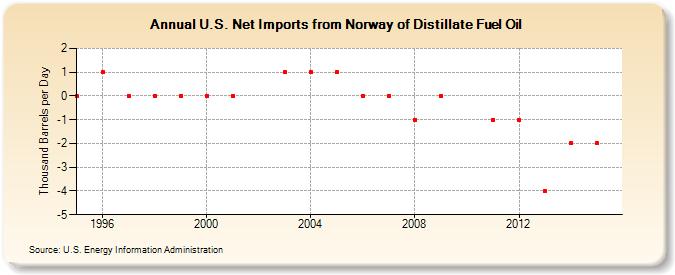 Annual U.S. Net Imports from Norway of Distillate Fuel Oil
Thousand Barrels per Day
2
1
0
-1
-2
-3
-4
-5
1996 2000 2004 2008 2012
Source: U.S. Energy Information Administration